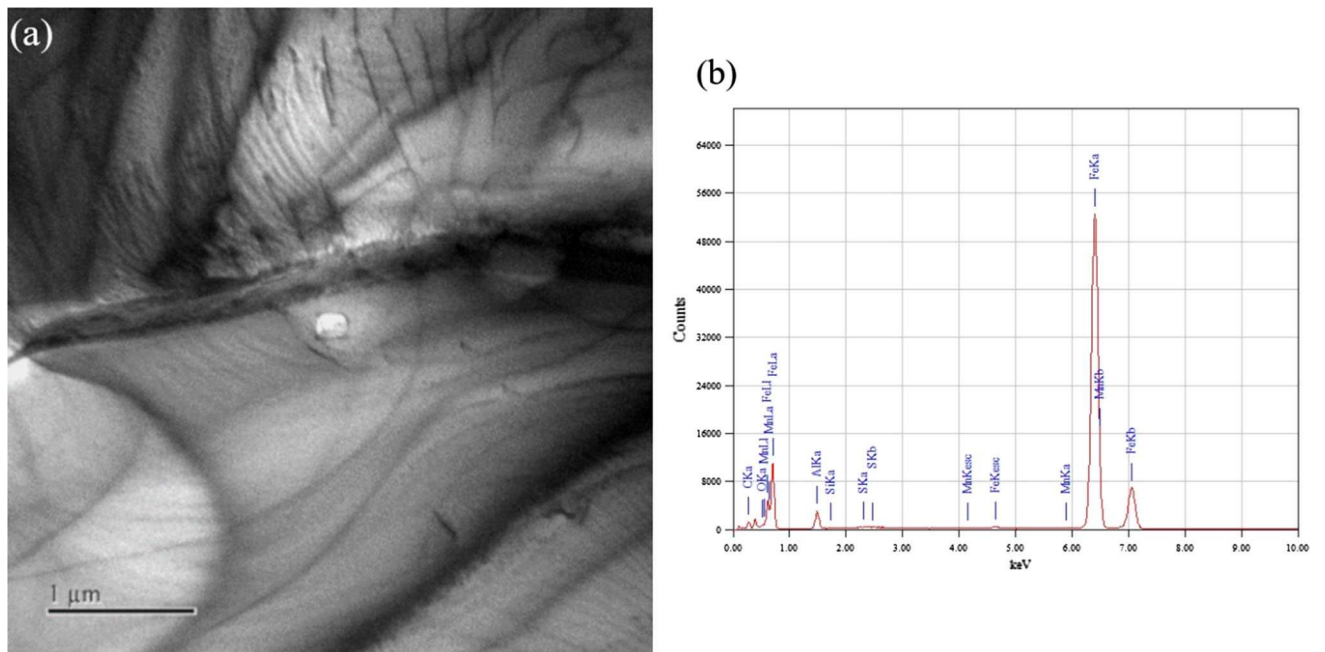 (a)
1 μm
(b)
Counts
64000
56000
48000
40000
32000
24000
16000
8000
0
CKa
OKa
MnLl
MnLa
FeLl
FeLa
AlKa
SiKa
SKa
SKb
MnKesc
FeKesc
MnKa
FeKa
MnKb
FeKb
0.00 1.00 2.00 3.00 4.00 5.00 6.00 7.00 8.00 9.00 10.00
keV